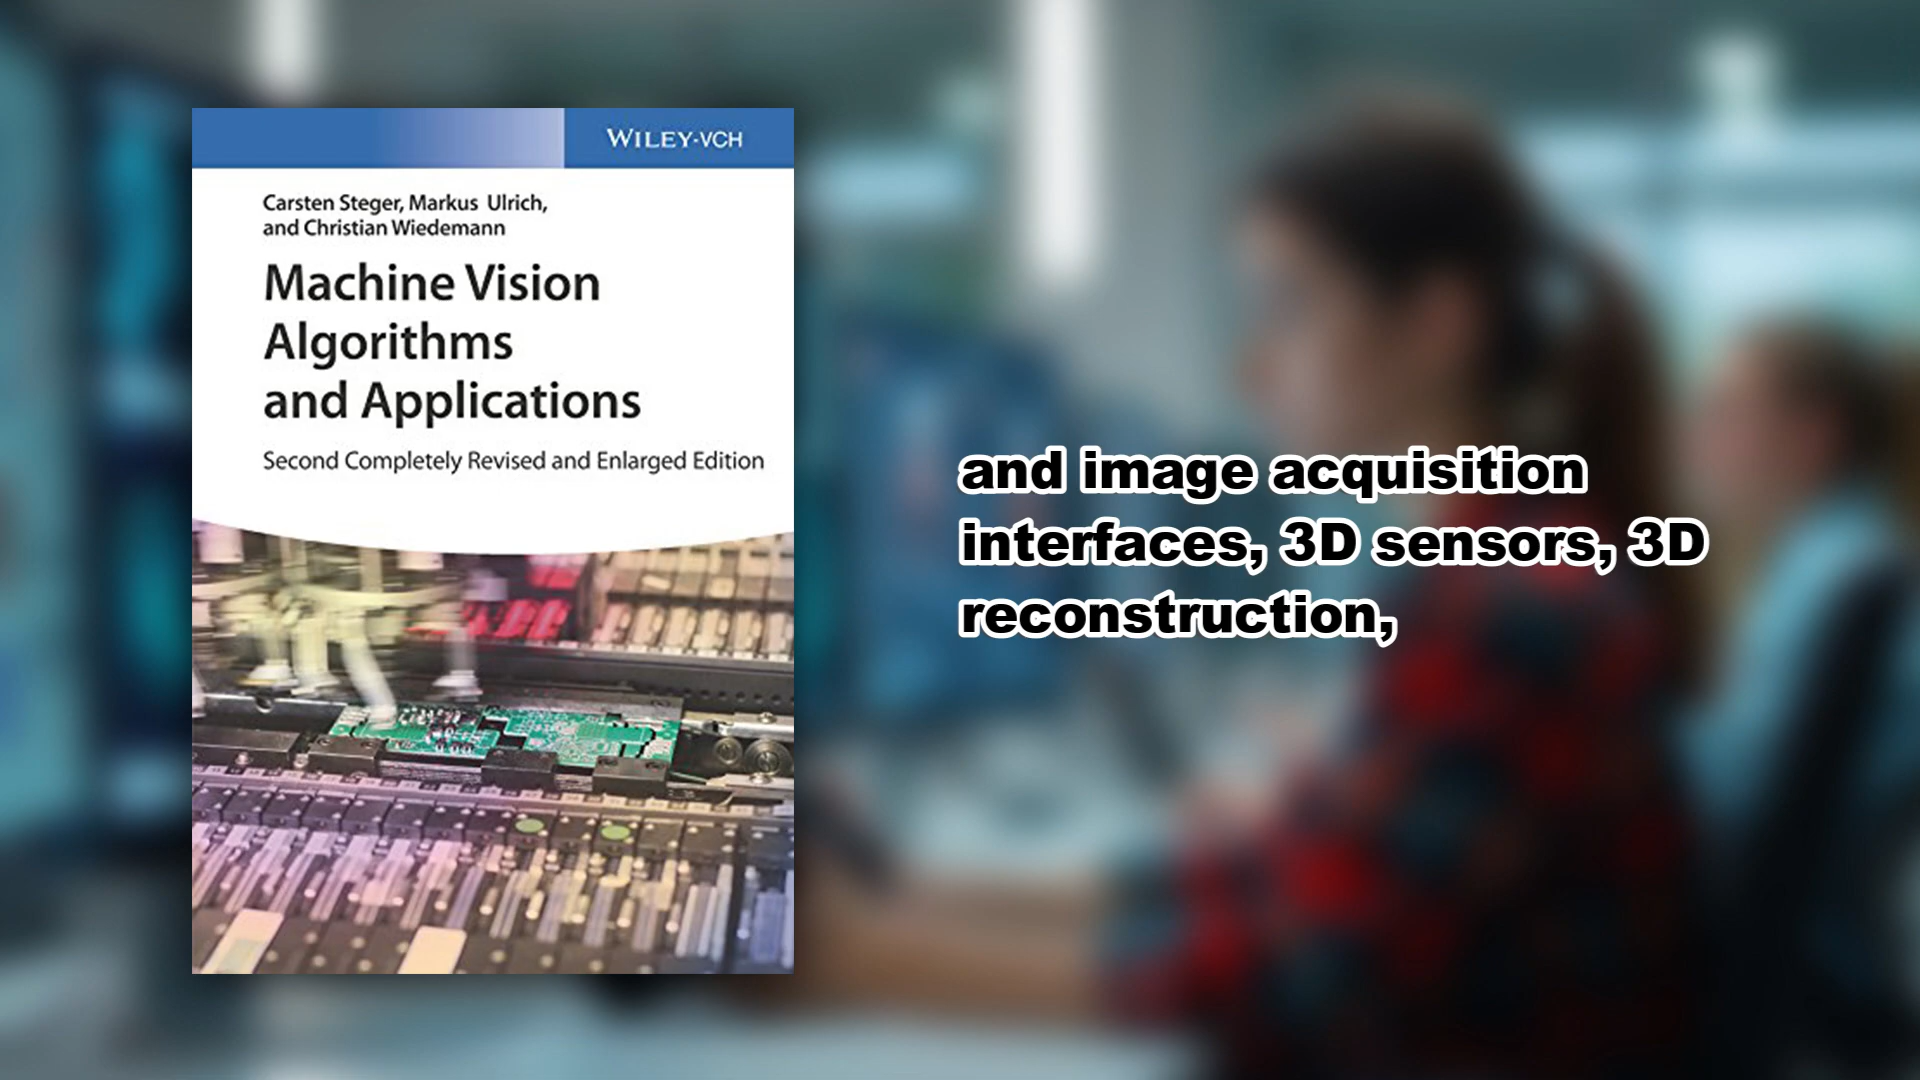 WILEY-VCH
Carsten Steger, Markus Ulrich,
and Christian Wiedemann
Machine Vision
Algorithms
and Applications
Second Completely Revised and Enlarged Edition
and image acquisition
interfaces, 3D sensors, 3D
reconstruction,